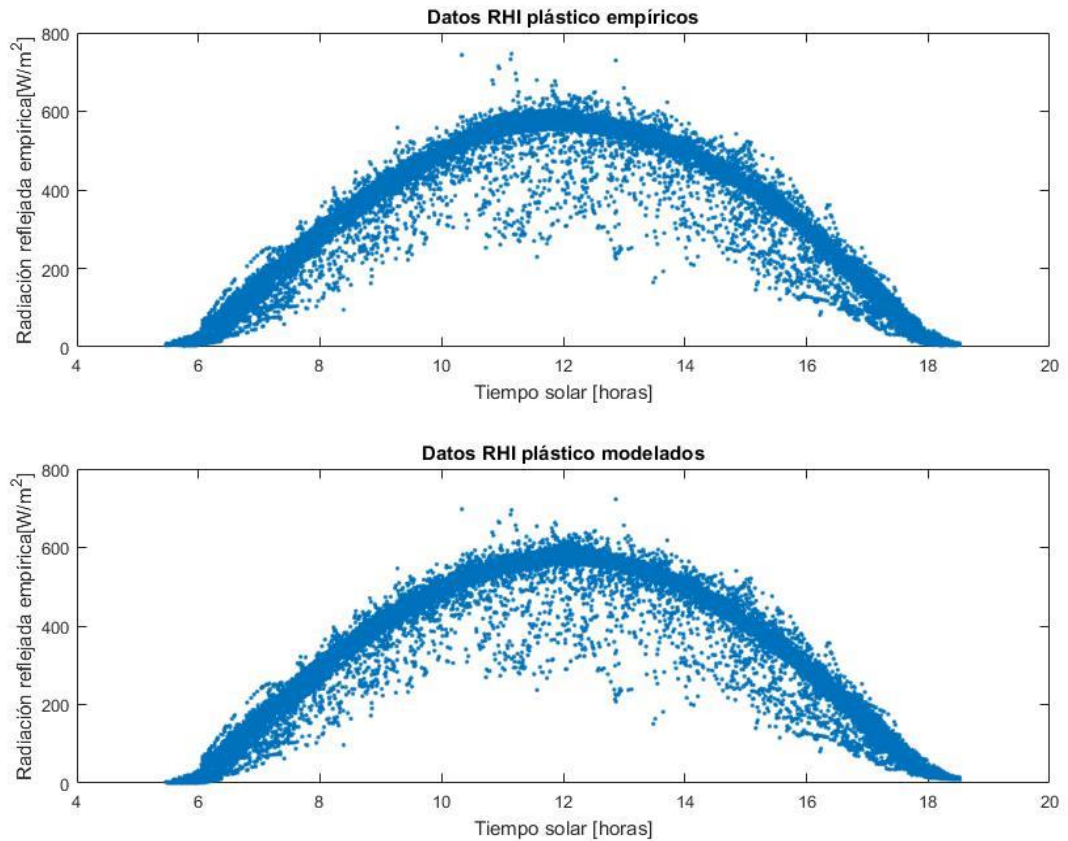 Datos RHI plástico empíricos
Radiación reflejada empírica[W/m²]
800
600
400
200
0
4 6 8 10 12 14 16 18 20
Tiempo solar [horas]
Datos RHI plástico modelados
Radiación reflejada empírica[W/m²]
800
600
400
200
0
4 6 8 10 12 14 16 18 20
Tiempo solar [horas]